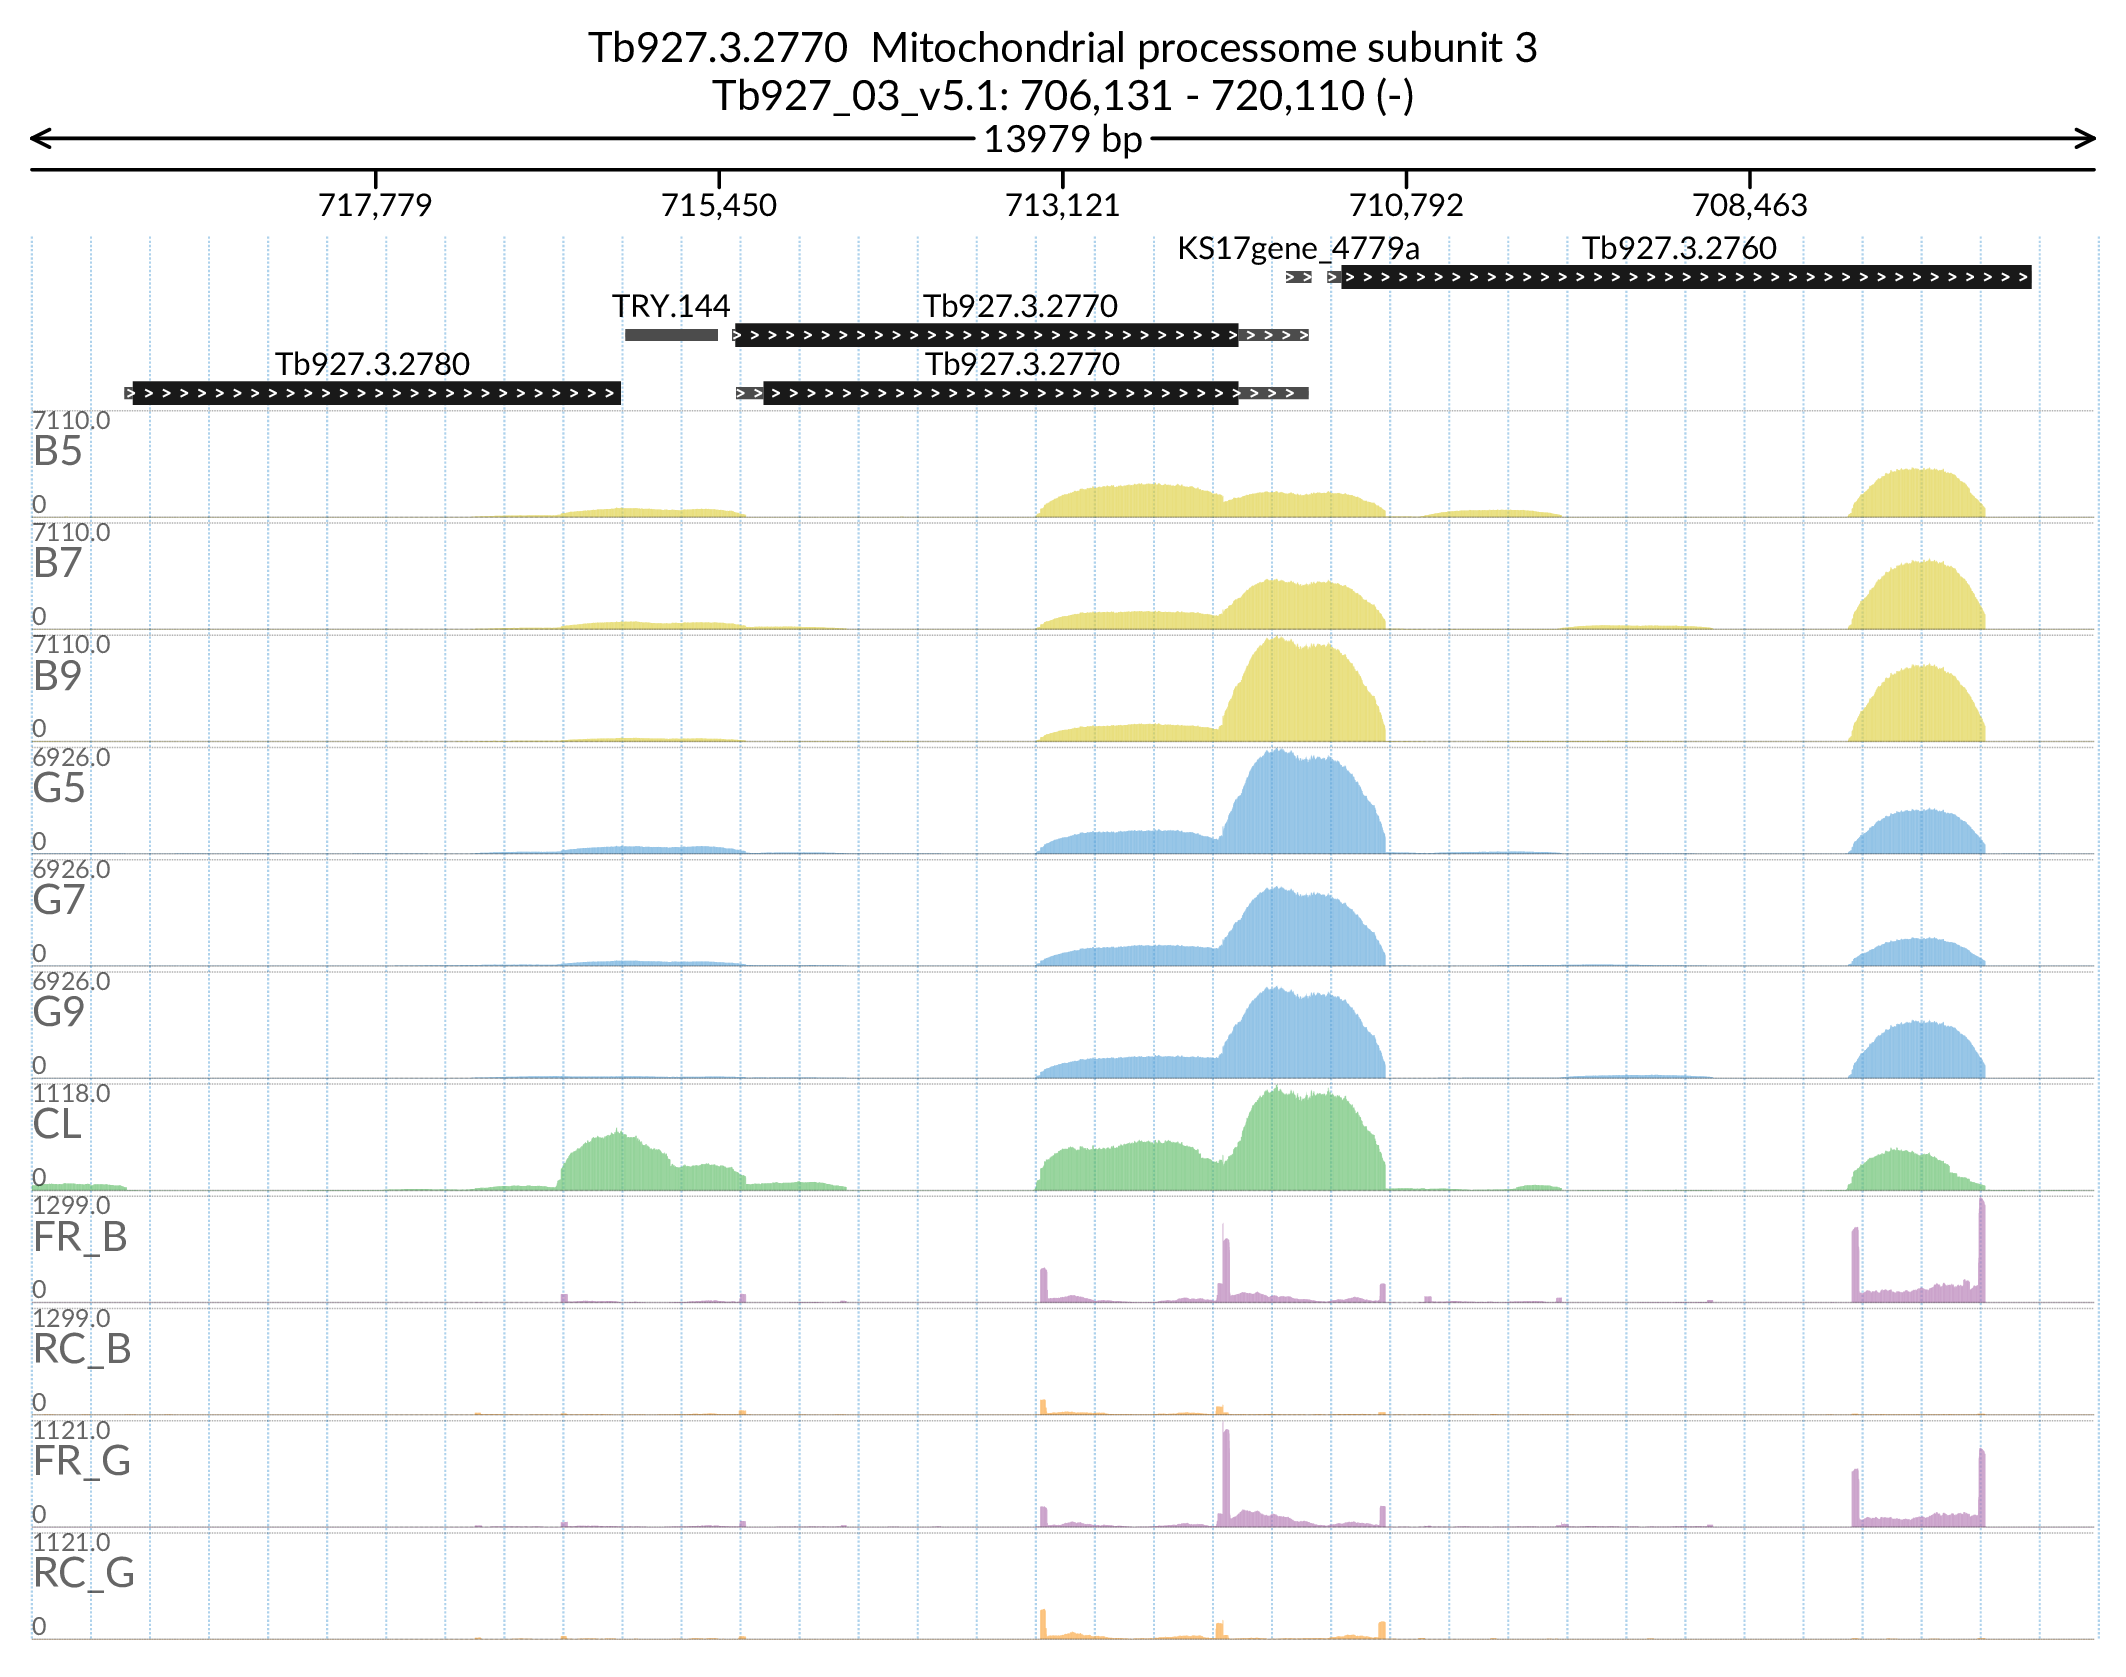 Tb927.3.2770 Mitochondrial processome subunit 3
Tb927_03_v5.1: 706,131 - 720,110 (-)
13979 bp
717,779 715,450 713,121 710,792 708,463
KS17gene_4779a Tb927.3.2760
TRY.144 Tb927.3.2770
Tb927.3.2780 Tb927.3.2770
7110.0
B5
0
7110.0
B7
0
7110.0
B9
0
6926.0
G5
0
6926.0
G7
0
6926.0
G9
0
1118.0
CL
0
1299.0
FR_B
0
1299.0
RC_B
0
1121.0
FR_G
0
1121.0
RC_G
0